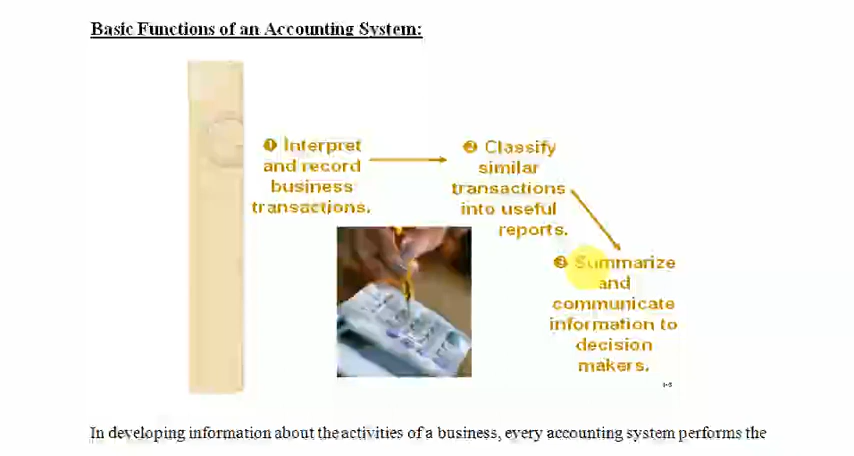 Basic Functions of an Accounting System:
❶ Interpret
and record
business
transactions.
❷ Classify
similar
transactions
into useful
reports.
❸ Summarize
and
communicate
information to
decision
makers.
1-5
In developing information about the activities of a business, every accounting system performs the